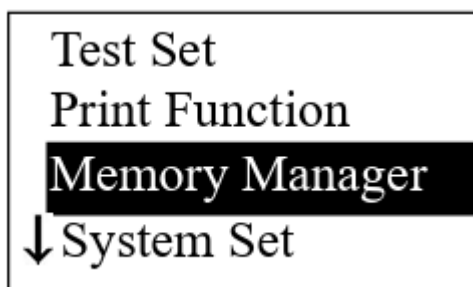 Test Set
Print Function
Memory Manager
↓System Set